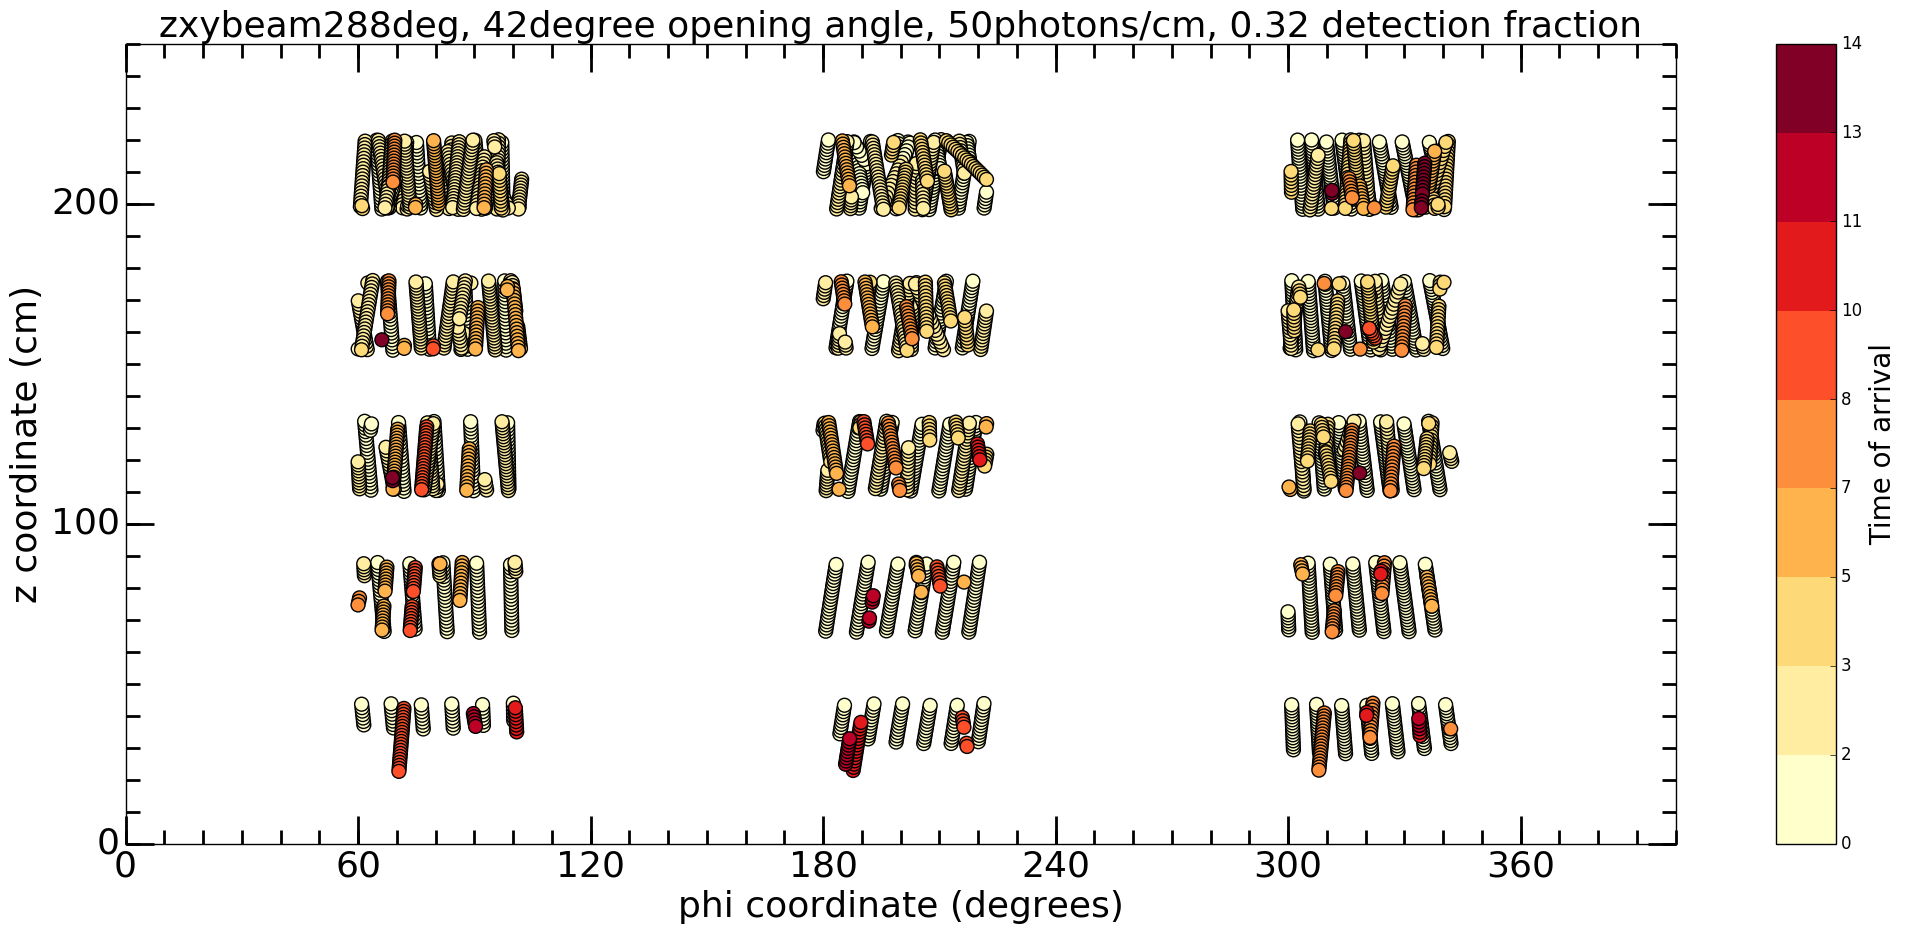 zxybeam288deg, 42degree opening angle, 50photons/cm, 0.32 detection fraction
z coordinate (cm)
200
100
0
0 60 120 180 240 300 360
phi coordinate (degrees)
14
13
11
10
8
7
5
3
2
0
Time of arrival